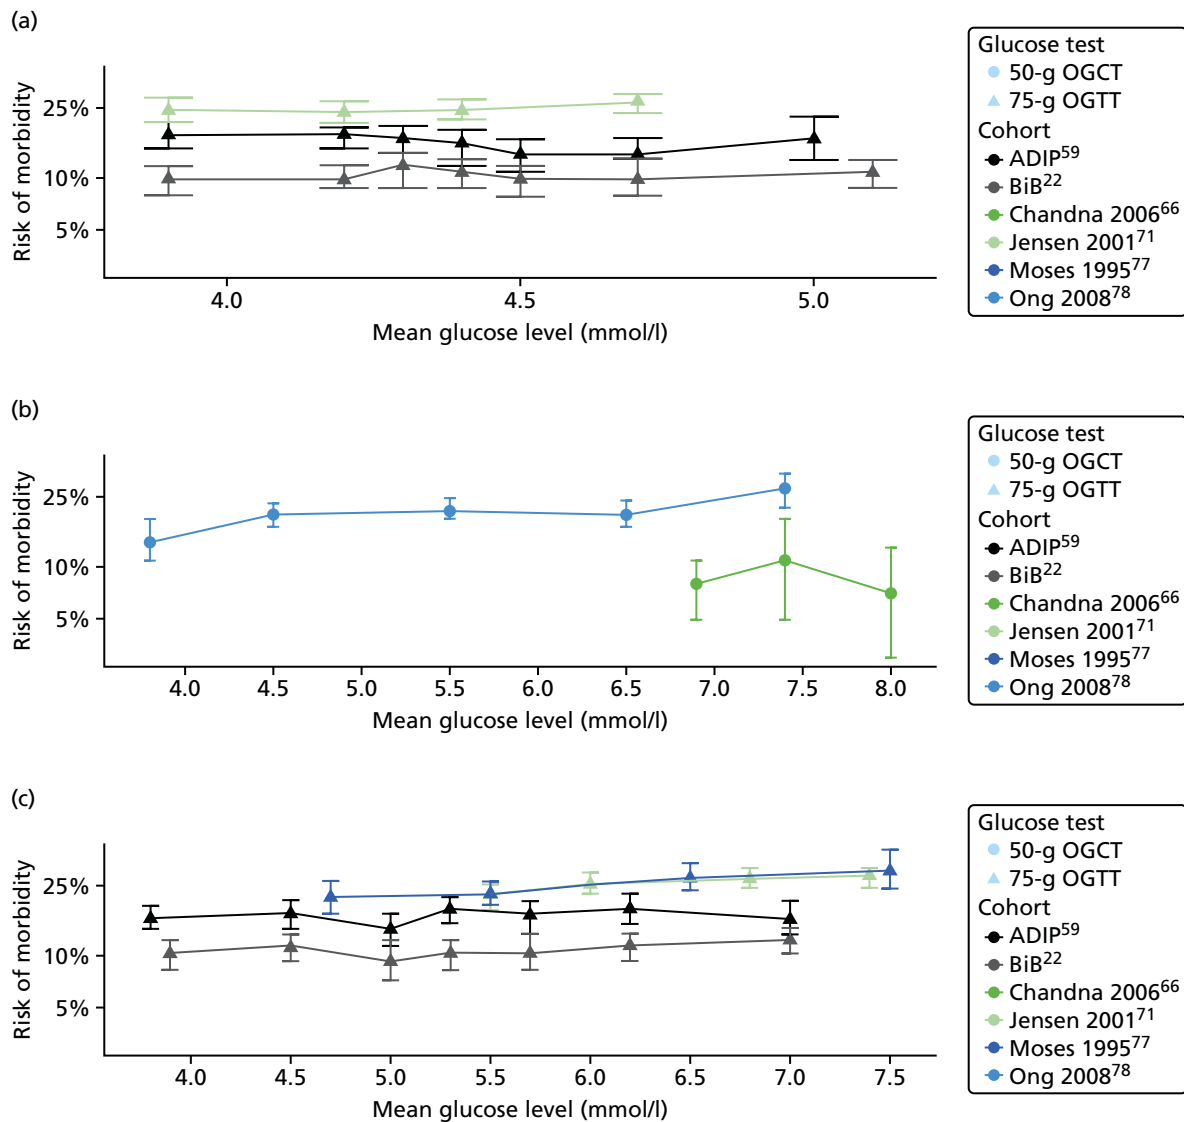 (a)
25%
10%
5%
Risk of morbidity
4.0 4.5 5.0
Mean glucose level (mmol/l)
Glucose test
50-g OGCT
75-g OGTT
Cohort
ADIP59
BiB22
Chandna 200666
Jensen 200171
Moses 199577
Ong 200878
(b)
25%
10%
5%
Risk of morbidity
4.0 4.5 5.0 5.5 6.0 6.5 7.0 7.5 8.0
Mean glucose level (mmol/l)
Glucose test
50-g OGCT
75-g OGTT
Cohort
ADIP59
BiB22
Chandna 200666
Jensen 200171
Moses 199577
Ong 200878
(c)
25%
10%
5%
Risk of morbidity
4.0 4.5 5.0 5.5 6.0 6.5 7.0 7.5
Mean glucose level (mmol/l)
Glucose test
50-g OGCT
75-g OGTT
Cohort
ADIP59
BiB22
Chandna 200666
Jensen 200171
Moses 199577
Ong 200878